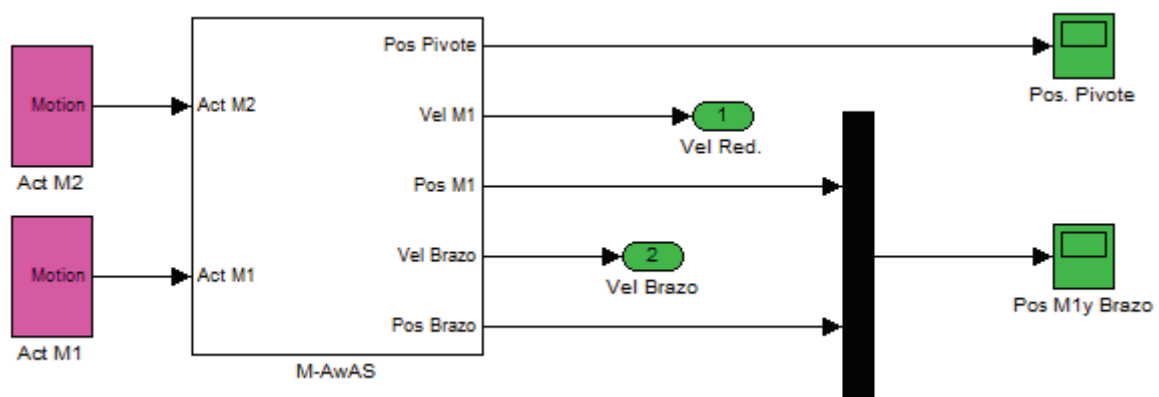 Motion
Act M2
Motion
Act M1
Act M2
Act M1
Pos Pivote
Vel M1
Pos M1
Vel Brazo
Pos Brazo
M-AwAS
1
Vel Red.
2
Vel Brazo
Pos. Pivote
Pos M1y Brazo